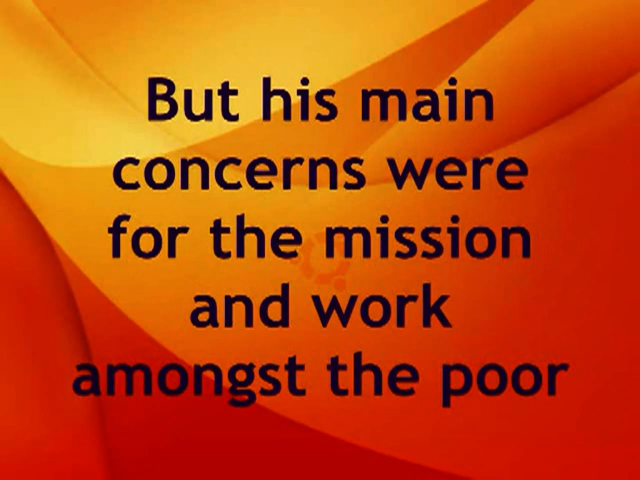 But his main
concerns were
for the mission
and work
amongst the poor